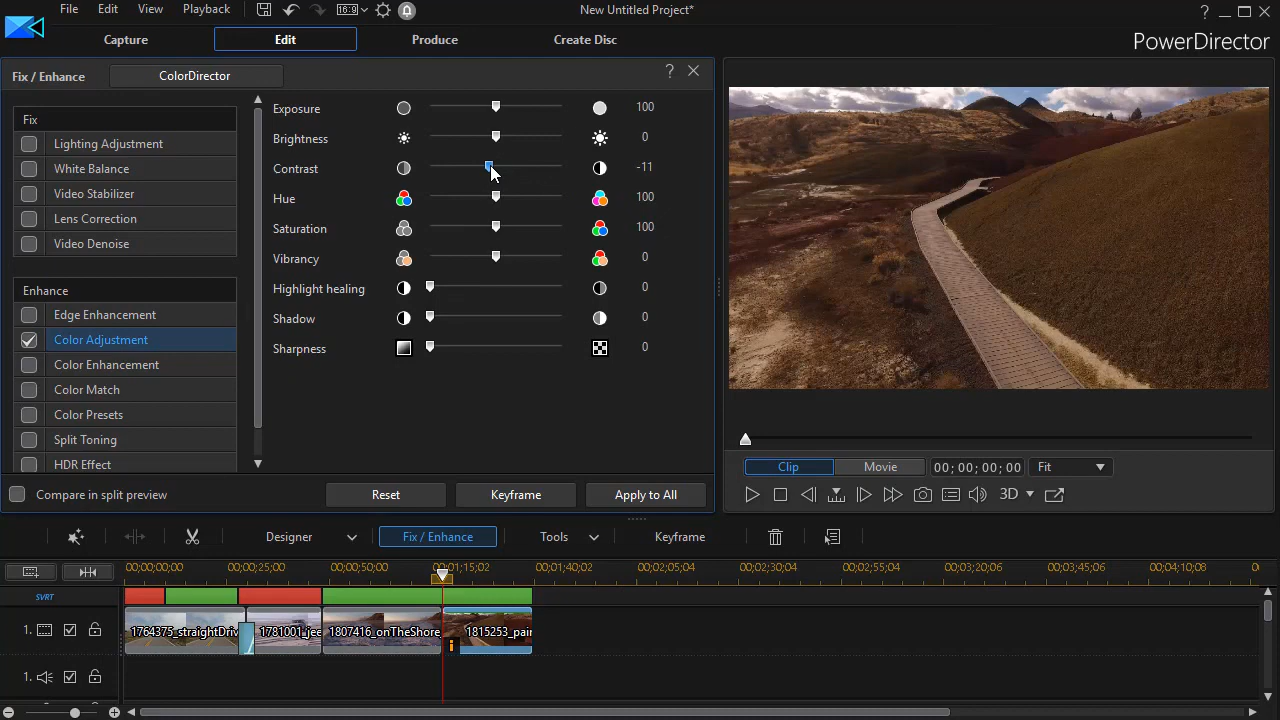 File Edit View Playback 16:9 New Untitled Project* ?
Capture Edit Produce Create Disc PowerDirector
Fix / Enhance ColorDirector ?
Fix
Lighting Adjustment
White Balance
Video Stabilizer
Lens Correction
Video Denoise
Enhance
Edge Enhancement
Color Adjustment
Color Enhancement
Color Match
Color Presets
Split Toning
HDR Effect
Exposure 100
Brightness 0
Contrast -11
Hue 100
Saturation 100
Vibrancy 0
Highlight healing 0
Shadow 0
Sharpness 0
Compare in split preview Reset Keyframe Apply to All
Clip Movie 00; 00; 00; 00 Fit
3D
Designer Fix / Enhance Tools Keyframe
00;00;00;00 00;00;25;00 00;00;50;00 00;01;15;02 00;01;40;02 00;02;05;04 00;02;30;04 00;02;55;04 00;03;20;06 00;03;45;06 00;04;10;08
SVRT
1. 1764375_straightDriv 1781001_jee 1807416_onTheShore 1815253_pain
1.